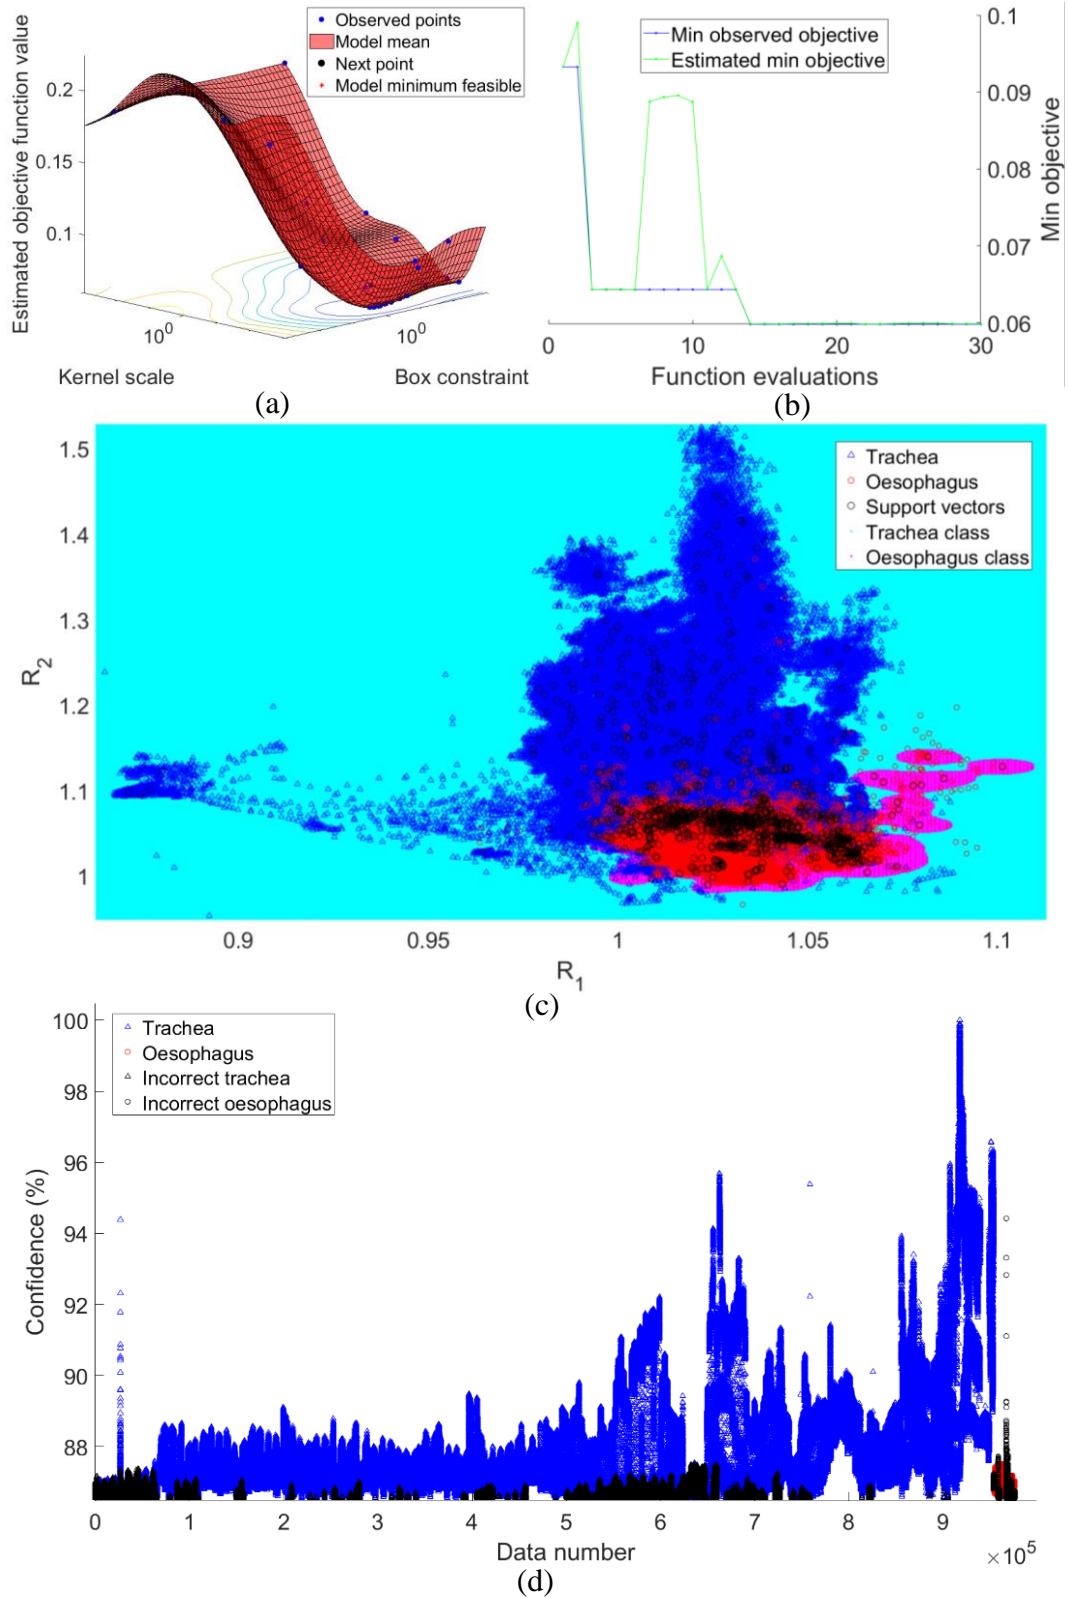 Observed points
Model mean
Next point
Model minimum feasible
Estimated objective function value
0.2
0.15
0.1
10^0
10^0
Kernel scale
Box constraint
(a)
Min observed objective
Estimated min objective
0.1
0.09
0.08
0.07
0.06
Min objective
0
10
20
30
Function evaluations
(b)
1.5
1.4
1.3
1.2
1.1
1
R_2
Trachea
Oesophagus
Support vectors
Trachea class
Oesophagus class
0.9
0.95
1
1.05
1.1
R_1
(c)
100
98
96
94
92
90
88
Confidence (%)
Trachea
Oesophagus
Incorrect trachea
Incorrect oesophagus
0
1
2
3
4
5
6
7
8
9
×10^5
Data number
(d)